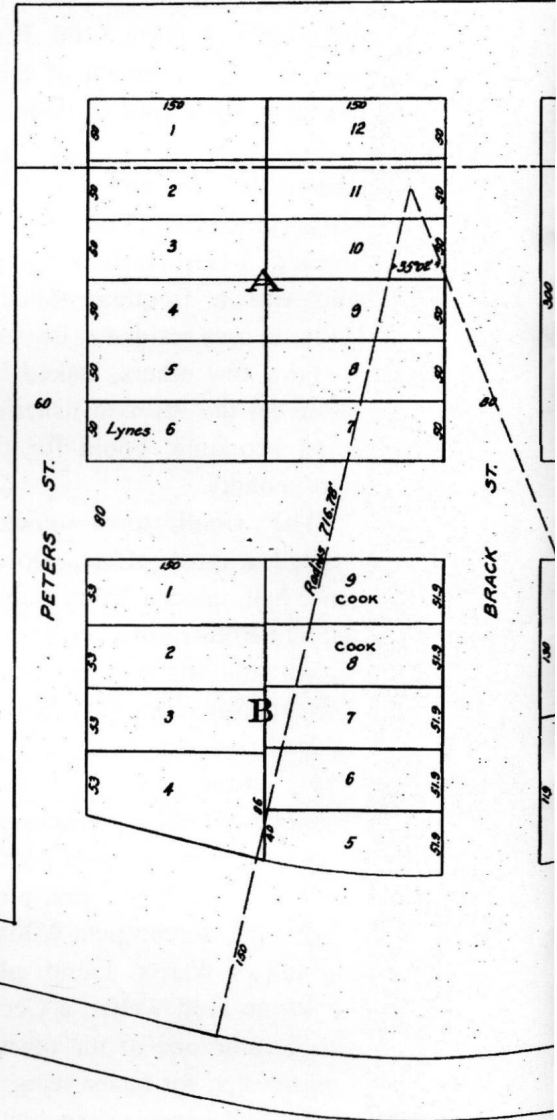 150 150
50 1 12 50
50 2 11 50
50 3 10 50
35°02'
A
50 4 9 50
50 5 8 50
50 Lynes 6 7 50
300
60
80
PETERS ST.
80
BRACK ST.
Radius 716.78'
150
53 1 9 COOK 51.9
53 2 COOK 8 51.9
53 3 7 51.9
B
53 4 6 51.9
86
40 5 51.9
130
119
150